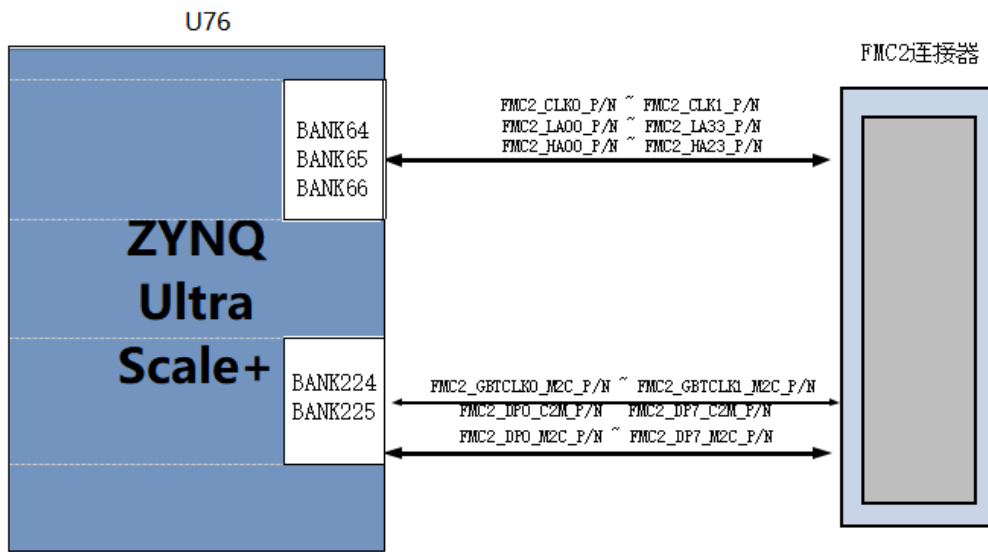 U76
FMC2连接器
FMC2_CLK0_P/N ~ FMC2_CLK1_P/N
FMC2_LA00_P/N ~ FMC2_LA33_P/N
FMC2_HA00_P/N ~ FMC2_HA23_P/N
BANK64
BANK65
BANK66
ZYNQ
Ultra
Scale+
BANK224
BANK225
FMC2_GBTCLK0_M2C_P/N ~ FMC2_GBTCLK1_M2C_P/N
FMC2_DP0_C2M_P/N FMC2_DP7_C2M_P/N
FMC2_DP0_M2C_P/N ~ FMC2_DP7_M2C_P/N